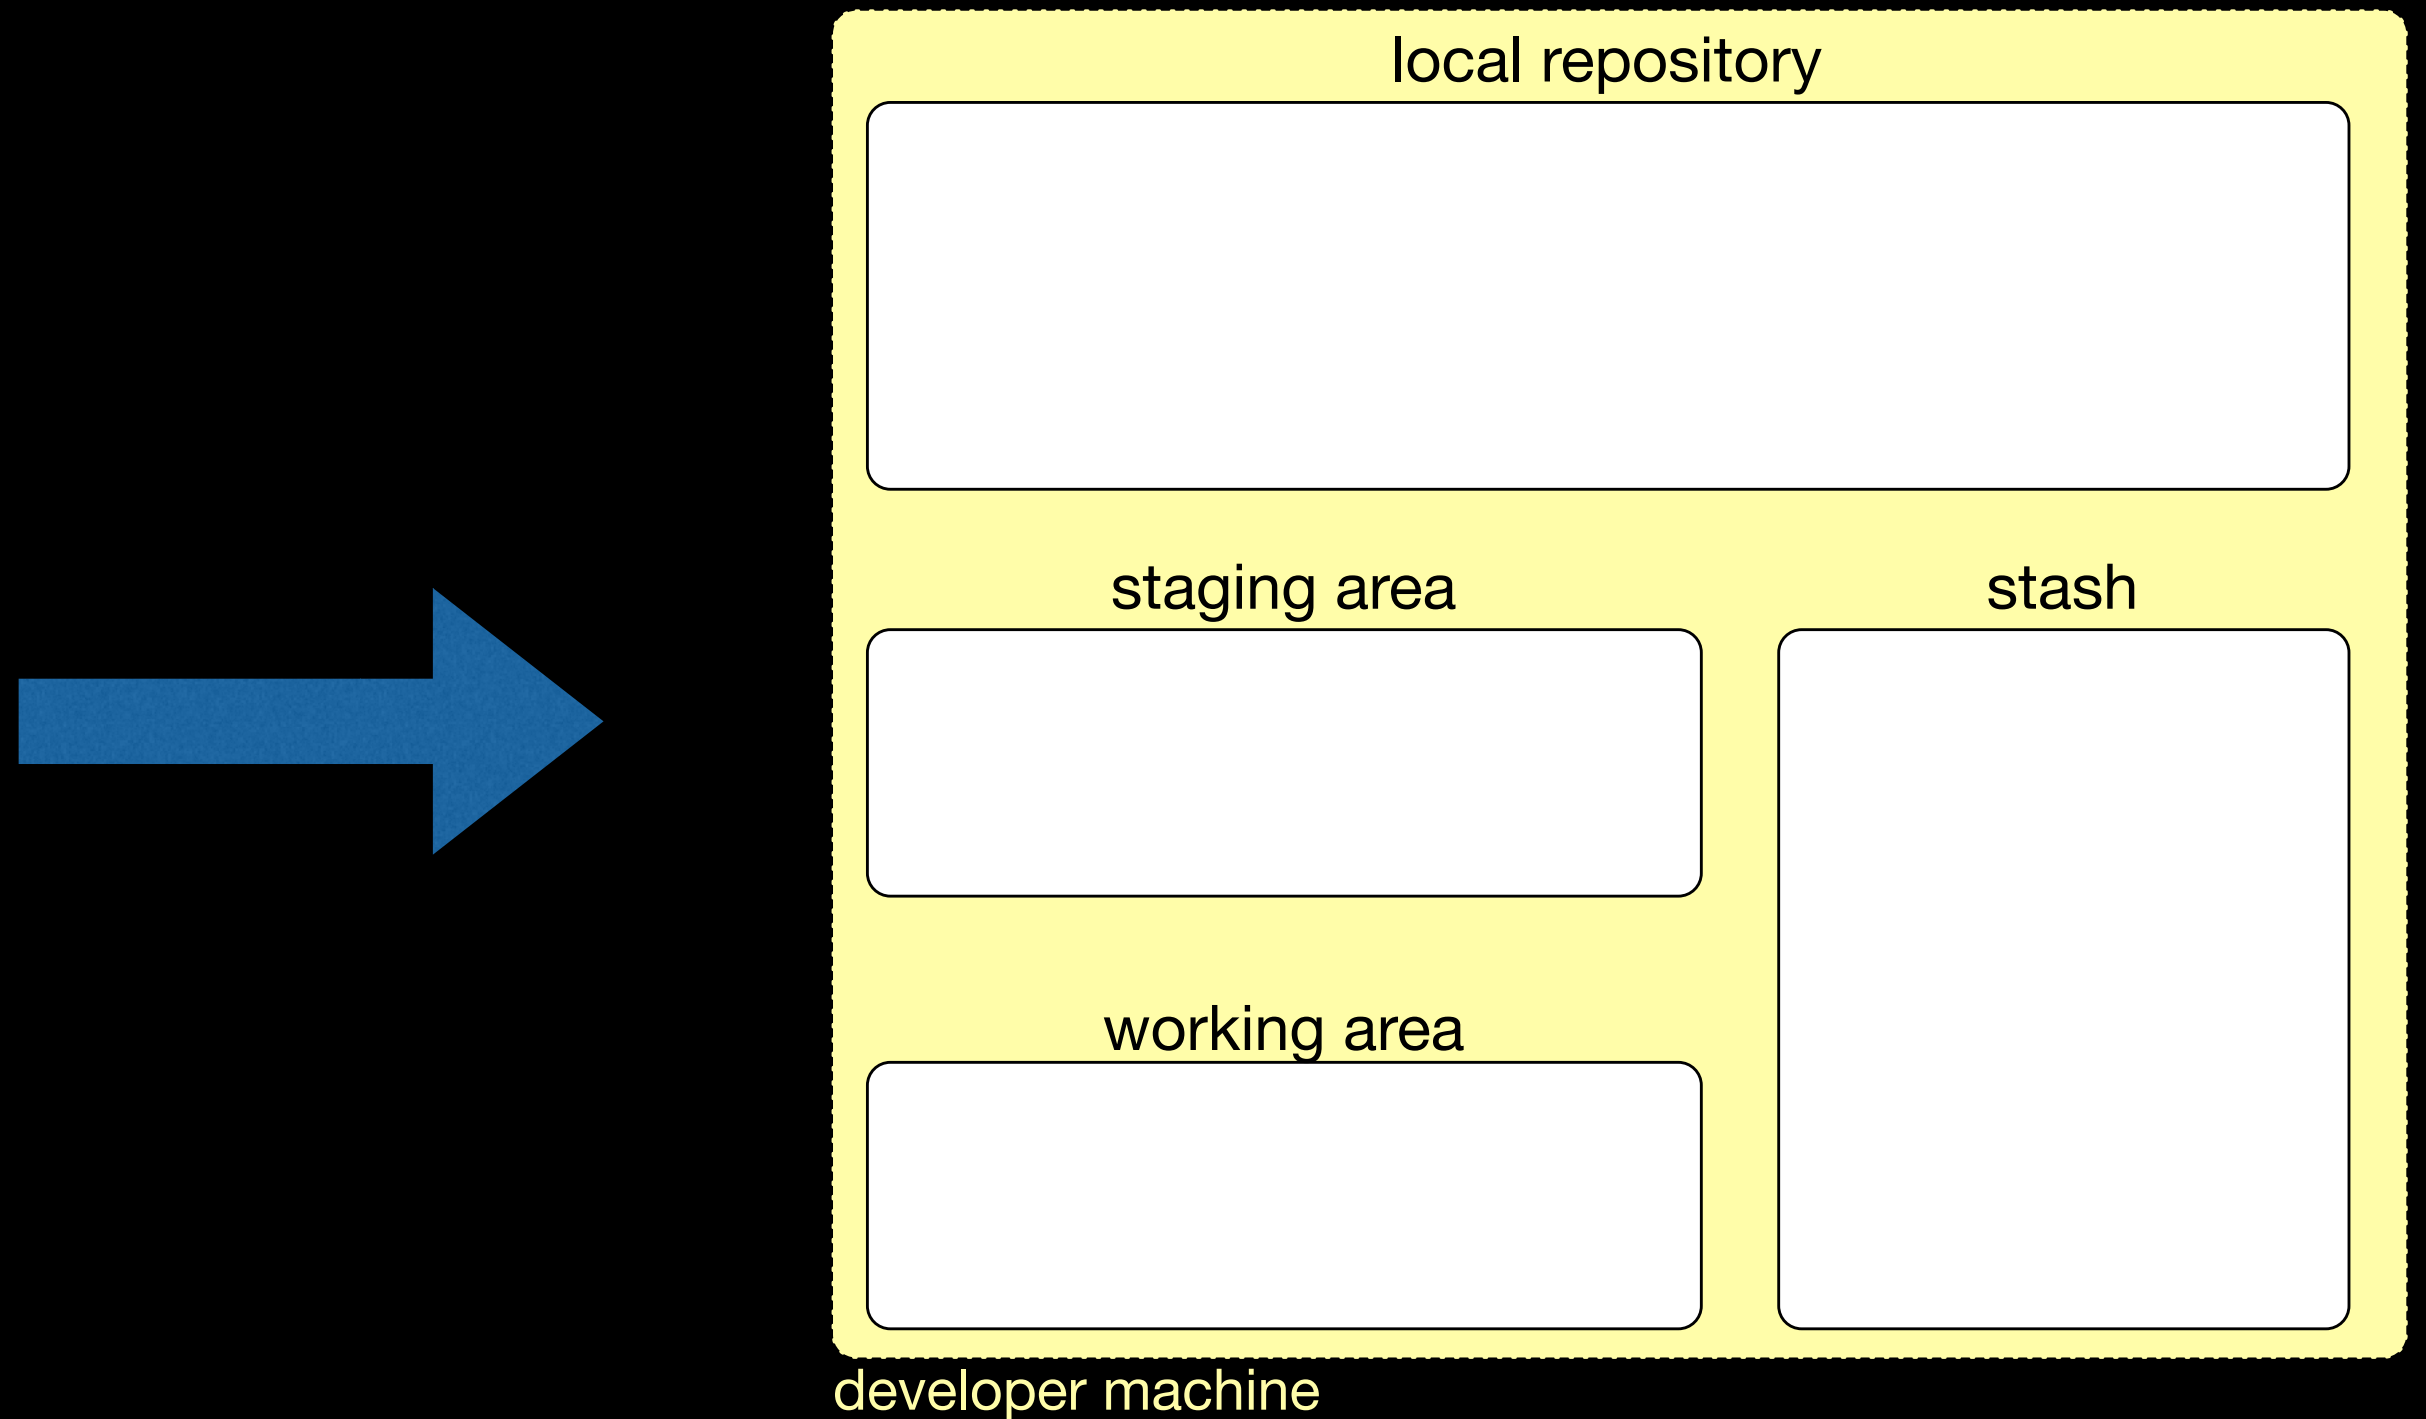 local repository
staging area
stash
working area
developer machine